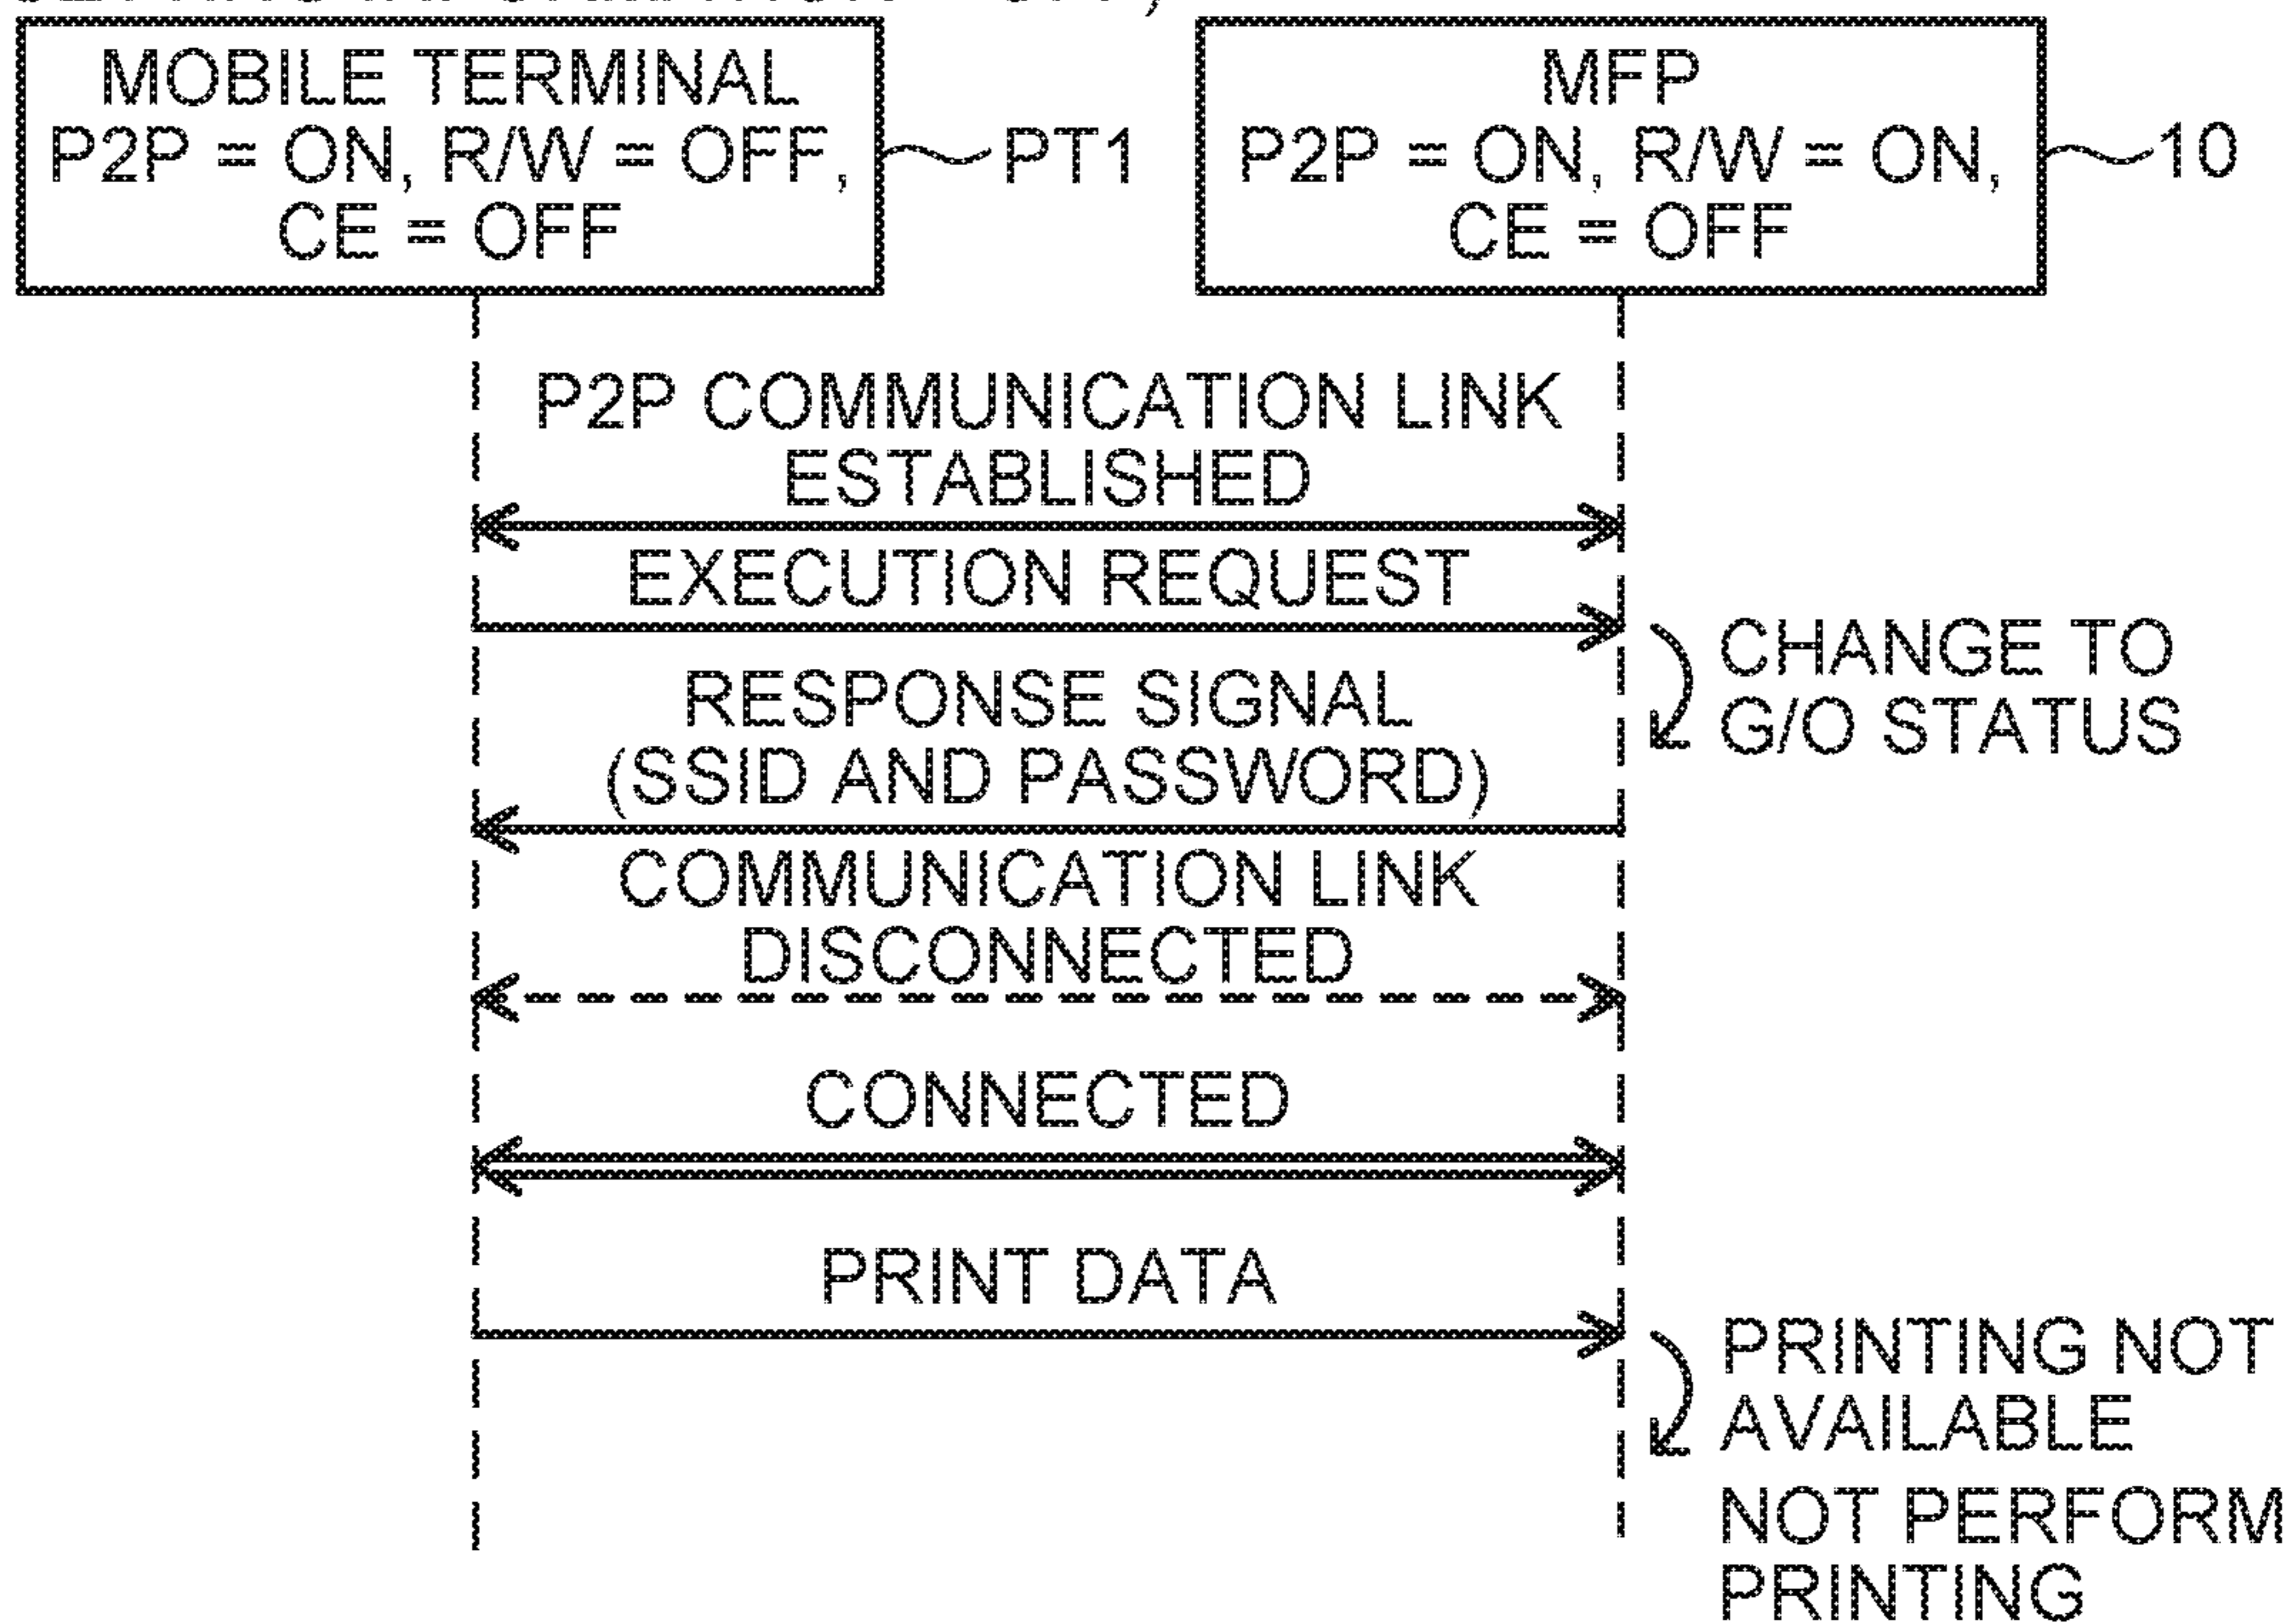 MOBILE TERMINAL
P2P = ON, R/W = OFF,
CE = OFF
PT1
MFP
P2P = ON, R/W = ON,
CE = OFF
10
P2P COMMUNICATION LINK
ESTABLISHED
EXECUTION REQUEST
CHANGE TO
G/O STATUS
RESPONSE SIGNAL
(SSID AND PASSWORD)
COMMUNICATION LINK
DISCONNECTED
CONNECTED
PRINT DATA
PRINTING NOT
AVAILABLE
NOT PERFORM
PRINTING